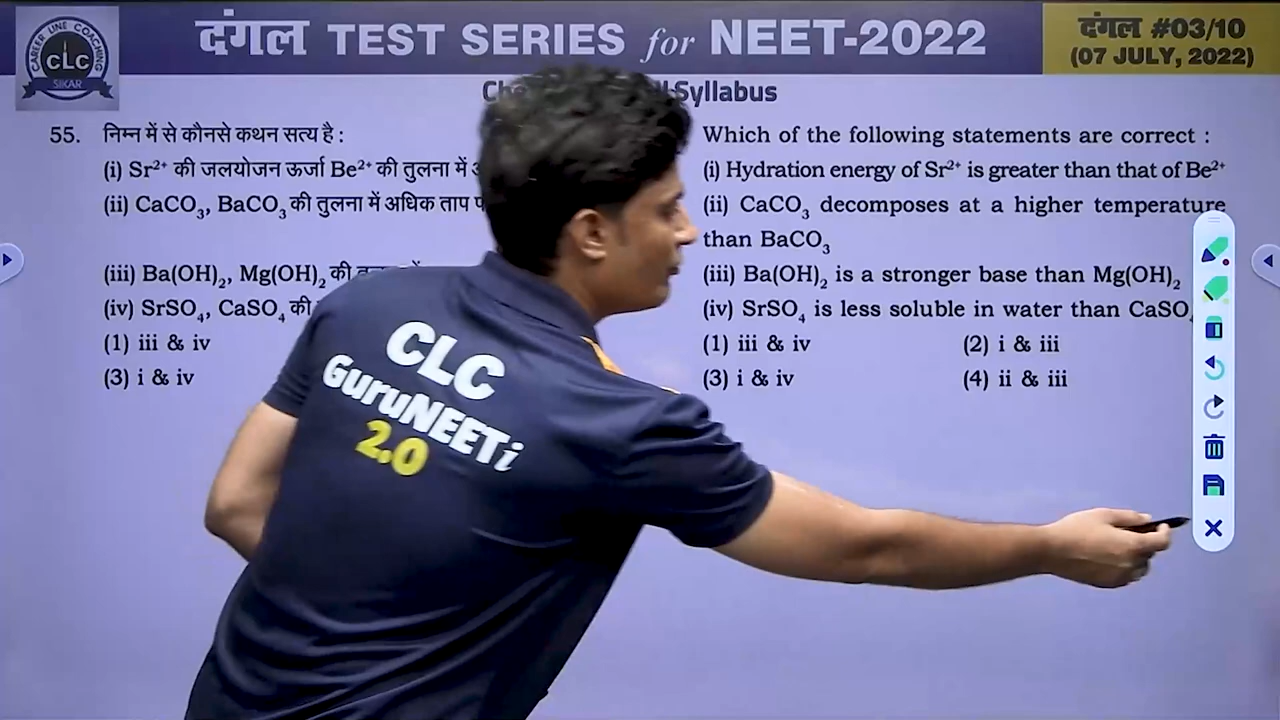 CAREER LINE COACHING
CLC
SIKAR
दंगल TEST SERIES for NEET-2022
दंगल #03/10
(07 JULY, 2022)
Syllabus
55. निम्न में से कौनसे कथन सत्य है :
(i) Sr²⁺ की जलयोजन ऊर्जा Be²⁺ की तुलना में
(ii) CaCO₃, BaCO₃ की तुलना में अधिक ताप
(iii) Ba(OH)₂, Mg(OH)₂ की
(iv) SrSO₄, CaSO₄ की
(1) iii & iv
(3) i & iv
Which of the following statements are correct :
(i) Hydration energy of Sr²⁺ is greater than that of Be²⁺
(ii) CaCO₃ decomposes at a higher temperature
than BaCO₃
(iii) Ba(OH)₂ is a stronger base than Mg(OH)₂
(iv) SrSO₄ is less soluble in water than CaSO₄
(1) iii & iv (2) i & iii
(3) i & iv (4) ii & iii
CLC
GuruNEETi
2.0